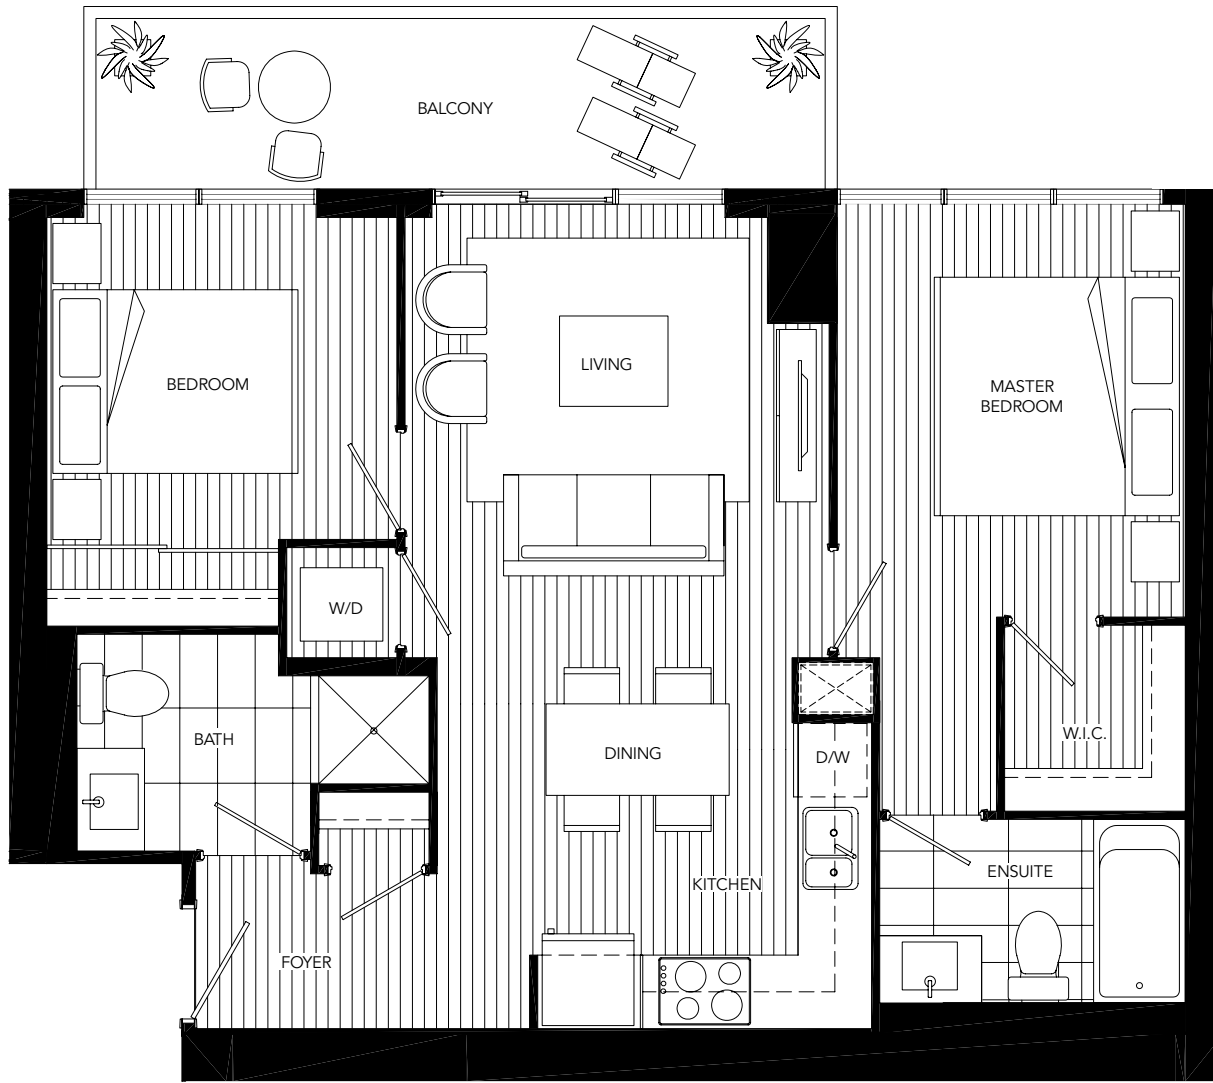 BALCONY
LIVING
BEDROOM
MASTER
BEDROOM
W/D
BATH
W.I.C.
DINING
D/W
ENSUITE
KITCHEN
FOYER